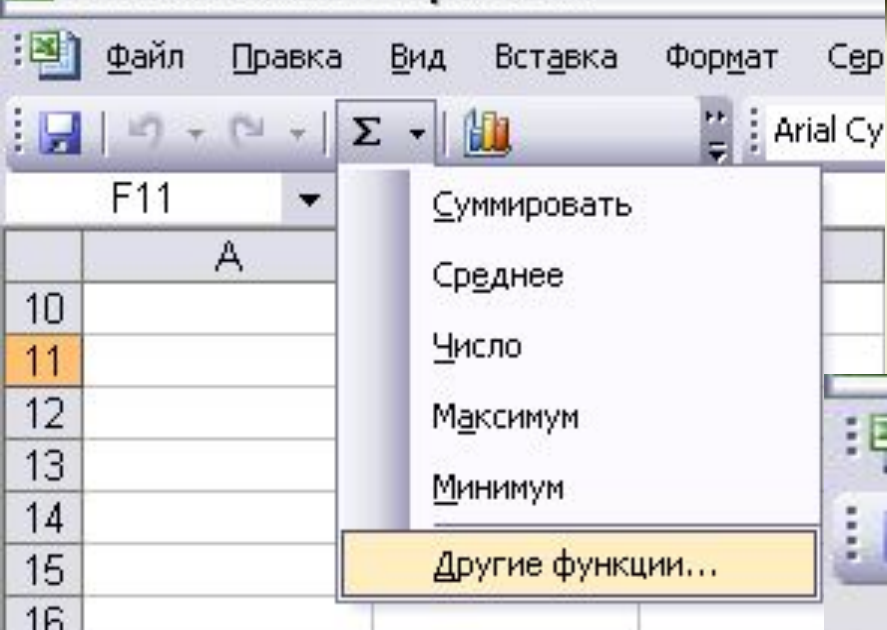 Файл Правка Вид Вставка Формат Сер
Σ Arial Cy
F11
Суммировать
A
Среднее
10
Число
11
Максимум
12
13
Минимум
14
Другие функции...
15
16